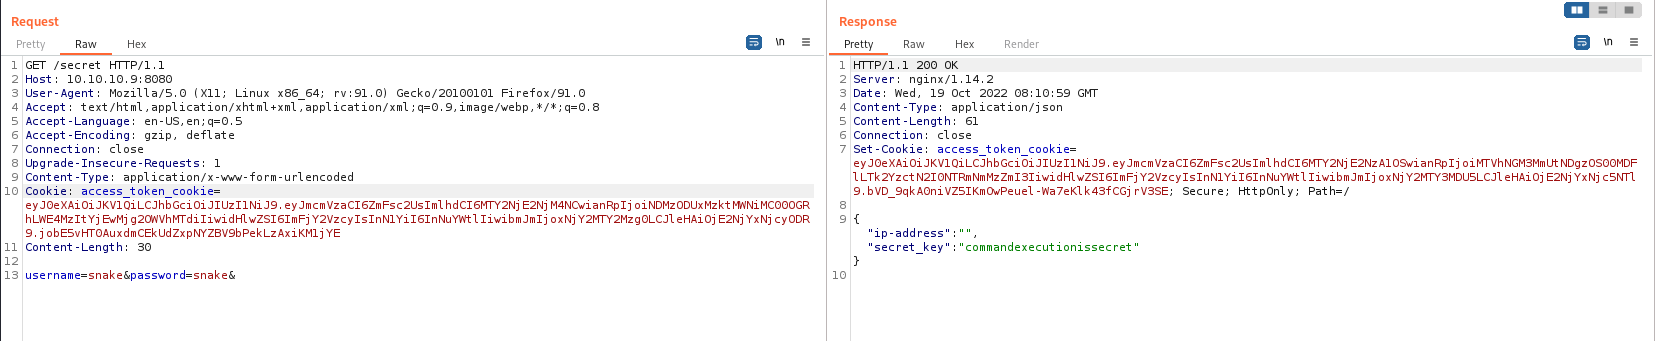 Request
Pretty Raw Hex
\n
1 GET /secret HTTP/1.1
2 Host: 10.10.10.9:8080
3 User-Agent: Mozilla/5.0 (X11; Linux x86_64; rv:91.0) Gecko/20100101 Firefox/91.0
4 Accept: text/html,application/xhtml+xml,application/xml;q=0.9,image/webp,*/*;q=0.8
5 Accept-Language: en-US,en;q=0.5
6 Accept-Encoding: gzip, deflate
7 Connection: close
8 Upgrade-Insecure-Requests: 1
9 Content-Type: application/x-www-form-urlencoded
10 Cookie: access_token_cookie=
eyJ0eXAiOiJKV1QiLCJhbGciOiJIUzI1NiJ9.eyJmcmVzaCI6ZmFsc2UsImlhdCI6MTY2NjE2NjM4NCwianRpIjoiNDMzODUxMzktMWNiMC00OGR
hLWE4MzItYjEwMjg2OWVhMTdiIiwidHlwZSI6ImFjY2VzcyIsInN1YiI6InNuYWtlIiwibmJmIjoxNjY2MTY2Mzg0LCJleHAiOjE2NjYxNjcyODR
9.jobE5vHT0AuxdmCEkUdZxpNYZBV9bPekLzAxiKM1jYE
11 Content-Length: 30
12
13 username=snake&password=snake&
Response
Pretty Raw Hex Render
\n
1 HTTP/1.1 200 OK
2 Server: nginx/1.14.2
3 Date: Wed, 19 Oct 2022 08:10:59 GMT
4 Content-Type: application/json
5 Content-Length: 61
6 Connection: close
7 Set-Cookie: access_token_cookie=
eyJ0eXAiOiJKV1QiLCJhbGciOiJIUzI1NiJ9.eyJmcmVzaCI6ZmFsc2UsImlhdCI6MTY2NjE2NzA1OSwianRpIjoiMTVhNGM3MmUtNDgzOS00MDF
lLTk2YzctN2I0NTRmNmMzZmI3IiwidHlwZSI6ImFjY2VzcyIsInN1YiI6InNuYWtlIiwibmJmIjoxNjY2MTY3MDU5LCJleHAiOjE2NjYxNjc5NTl
9.bVD_9qkA0niVZ5IKmOwPeuel-Wa7eKlk43fCGjrV3SE; Secure; HttpOnly; Path=/
8
9 {
"ip-address":"",
"secret_key":"commandexecutionissecret"
}
10